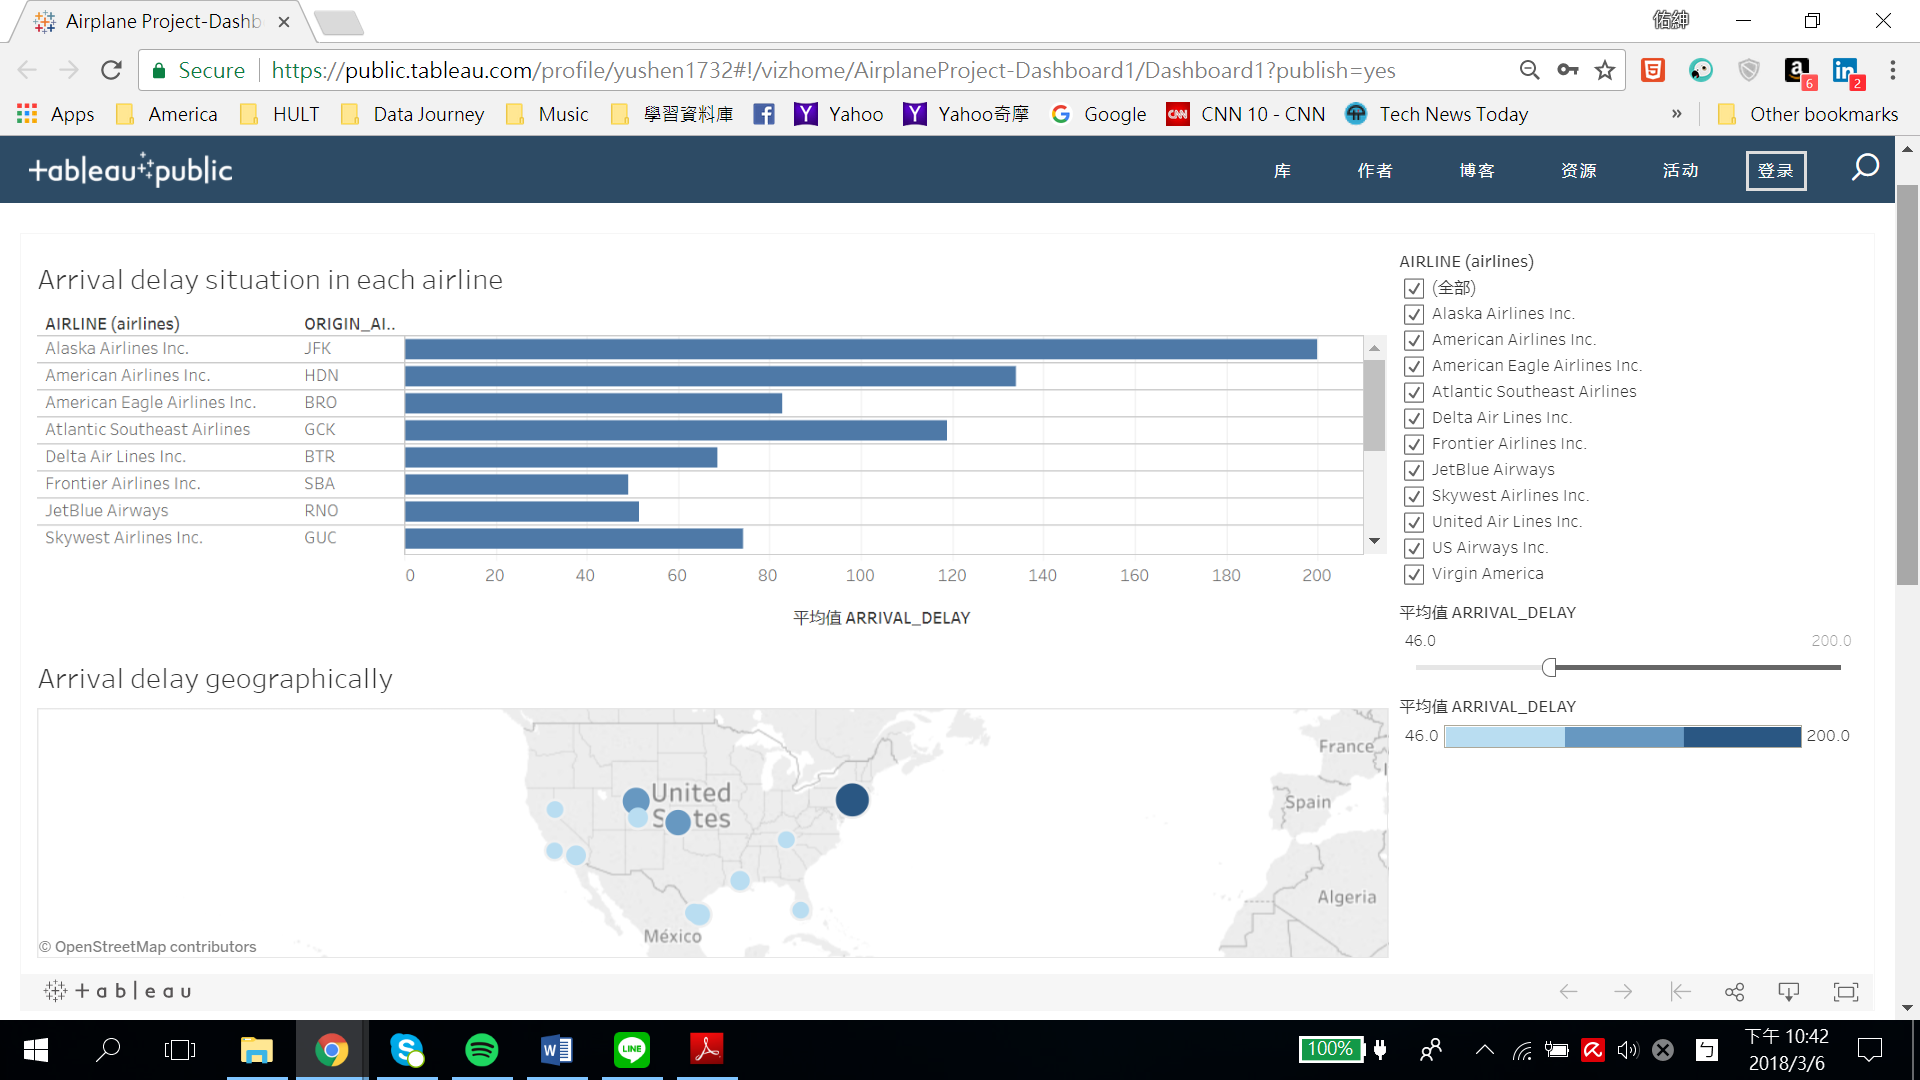 Airplane Project-Dashb
佑紳
Secure https://public.tableau.com/profile/yushen1732#!/vizhome/AirplaneProject-Dashboard1/Dashboard1?publish=yes
6 2
Apps America HULT Data Journey Music 學習資料庫 Yahoo Yahoo奇摩 Google CNN 10 - CNN Tech News Today » Other bookmarks
tableau public 库 作者 博客 资源 活动 登录
Arrival delay situation in each airline
AIRLINE (airlines) ORIGIN_AI..
Alaska Airlines Inc. JFK
American Airlines Inc. HDN
American Eagle Airlines Inc. BRO
Atlantic Southeast Airlines GCK
Delta Air Lines Inc. BTR
Frontier Airlines Inc. SBA
JetBlue Airways RNO
Skywest Airlines Inc. GUC
0 20 40 60 80 100 120 140 160 180 200
平均值 ARRIVAL_DELAY
AIRLINE (airlines)
(全部)
Alaska Airlines Inc.
American Airlines Inc.
American Eagle Airlines Inc.
Atlantic Southeast Airlines
Delta Air Lines Inc.
Frontier Airlines Inc.
JetBlue Airways
Skywest Airlines Inc.
United Air Lines Inc.
US Airways Inc.
Virgin America
平均值 ARRIVAL_DELAY
46.0 200.0
平均值 ARRIVAL_DELAY
46.0 200.0
Arrival delay geographically
United
States
México
France
Spain
Algeria
© OpenStreetMap contributors
tableau
100%
ㄅ
下午 10:42
2018/3/6